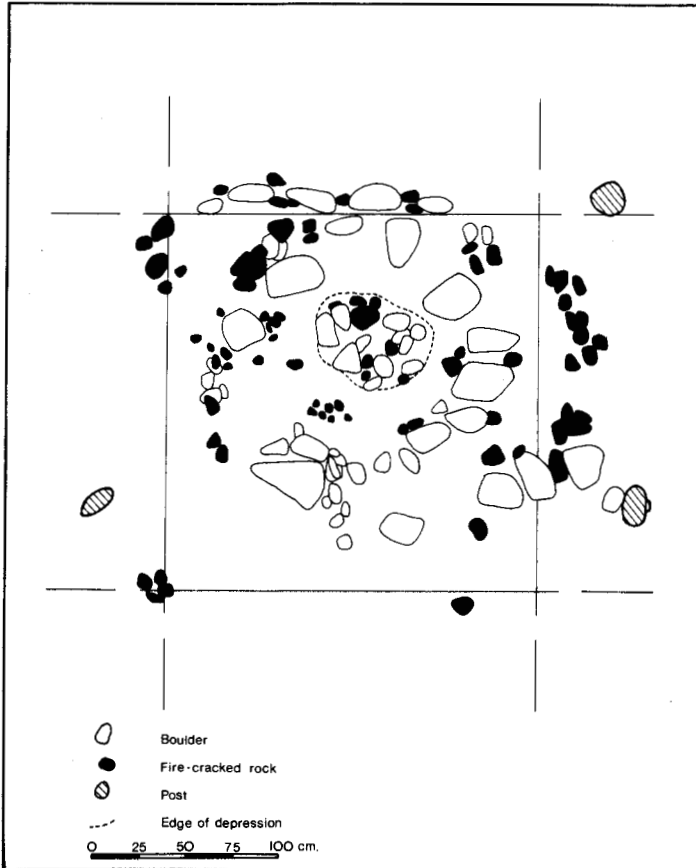 Boulder
Fire-cracked rock
Post
Edge of depression
0 25 50 75 100 cm.